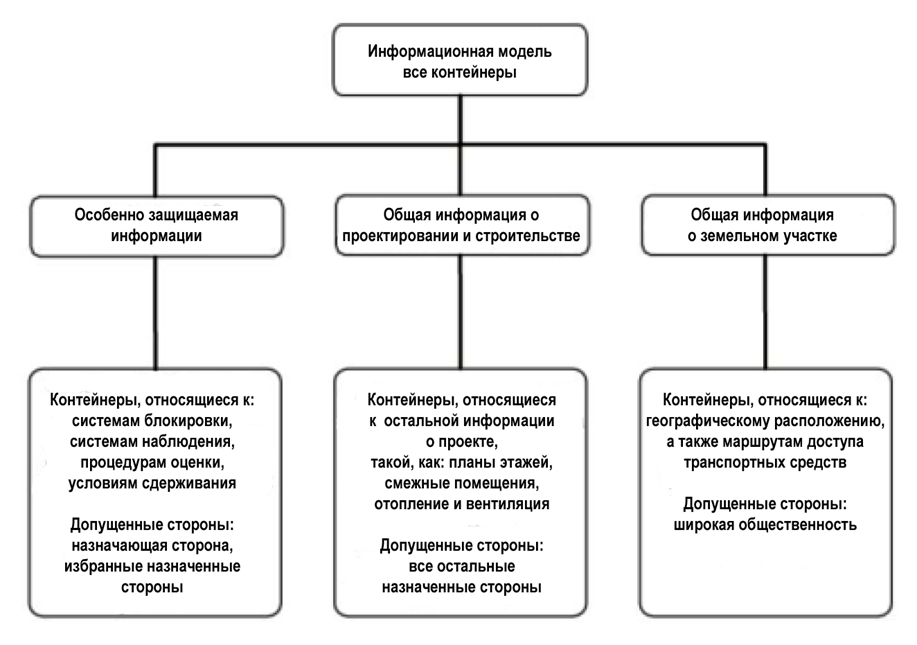 Информационная модель
все контейнеры
Особенно защищаемая
информации
Общая информация о
проектировании и строительстве
Общая информация
о земельном участке
Контейнеры, относящиеся к:
системам блокировки,
системам наблюдения,
процедурам оценки,
условиям сдерживания
Допущенные стороны:
назначающая сторона,
избранные назначенные
стороны
Контейнеры, относящиеся
к остальной информации
о проекте,
такой, как: планы этажей,
смежные помещения,
отопление и вентиляция
Допущенные стороны:
все остальные
назначенные стороны
Контейнеры, относящиеся к:
географическому расположению,
а также маршрутам доступа
транспортных средств
Допущенные стороны:
широкая общественность